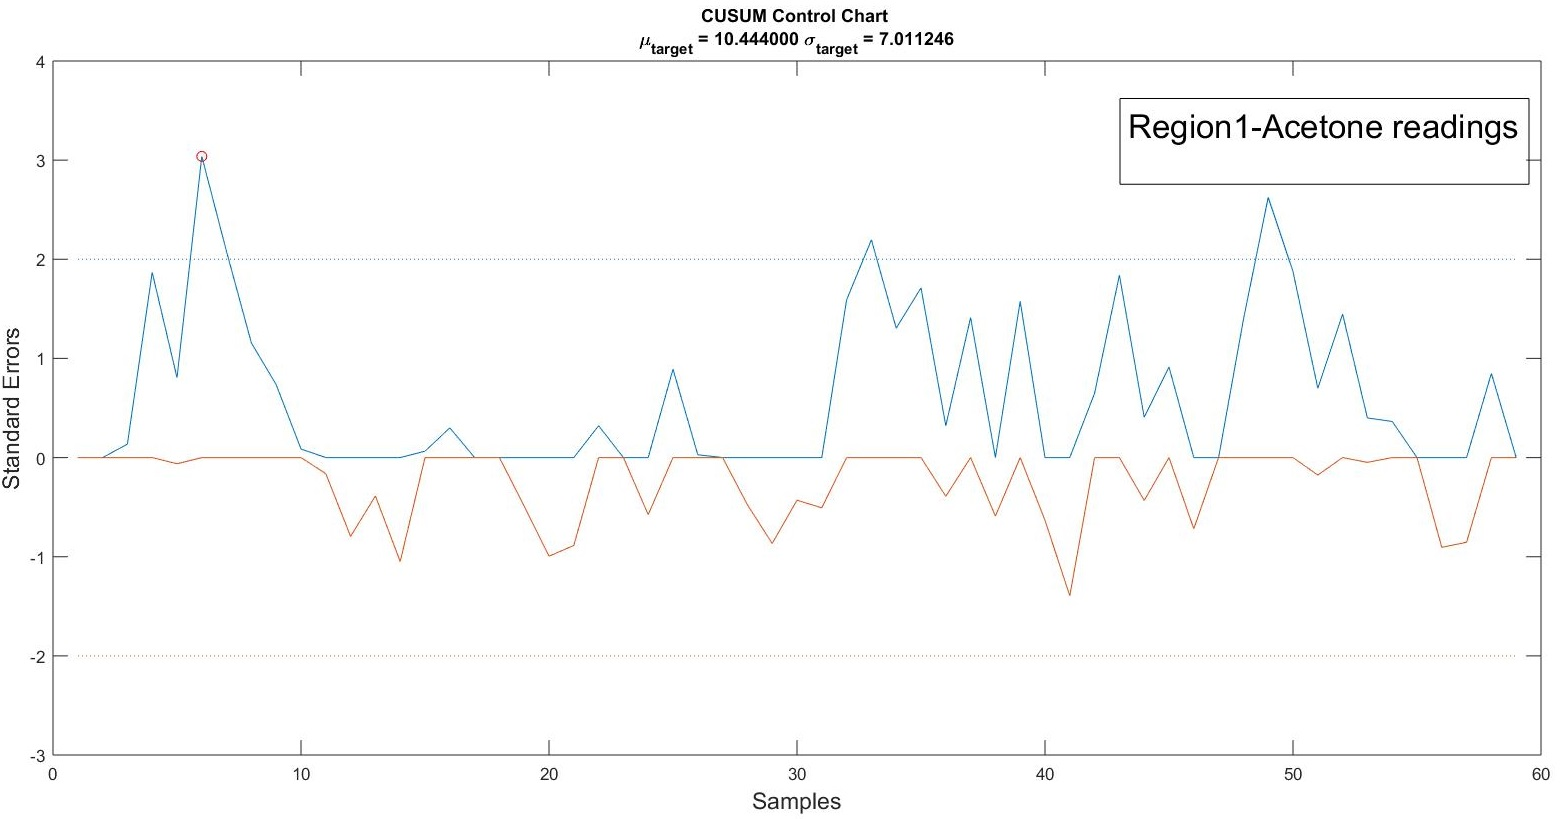 CUSUM Control Chart
μtarget = 10.444000 σtarget = 7.011246
4
3
2
1
0
-1
-2
-3
Standard Errors
Region1-Acetone readings
0 10 20 30 40 50 60
Samples